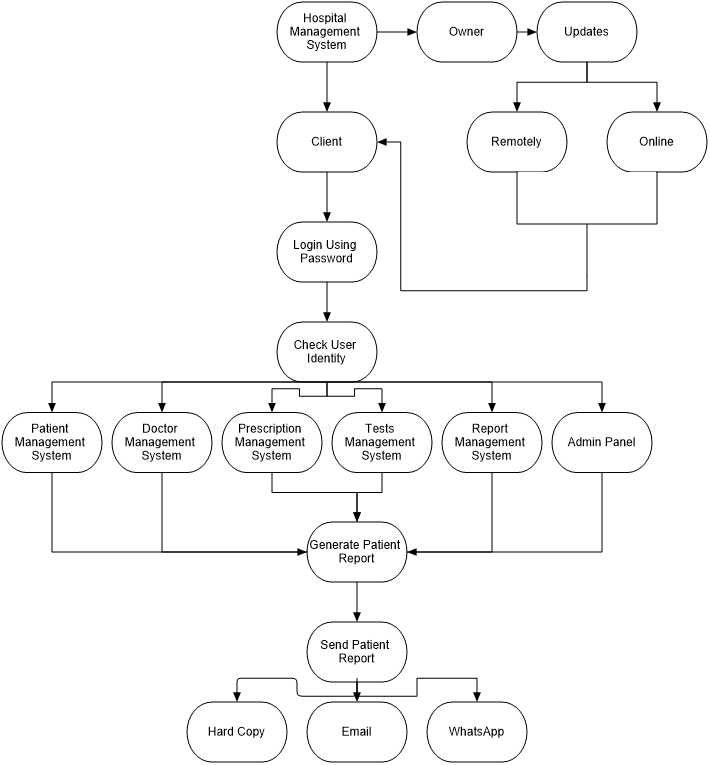 Hospital
Management
System
Owner
Updates
Client
Remotely
Online
Login Using
Password
Check User
Identity
Patient
Management
System
Doctor
Management
System
Prescription
Management
System
Tests
Management
System
Report
Management
System
Admin Panel
Generate Patient
Report
Send Patient
Report
Hard Copy
Email
WhatsApp